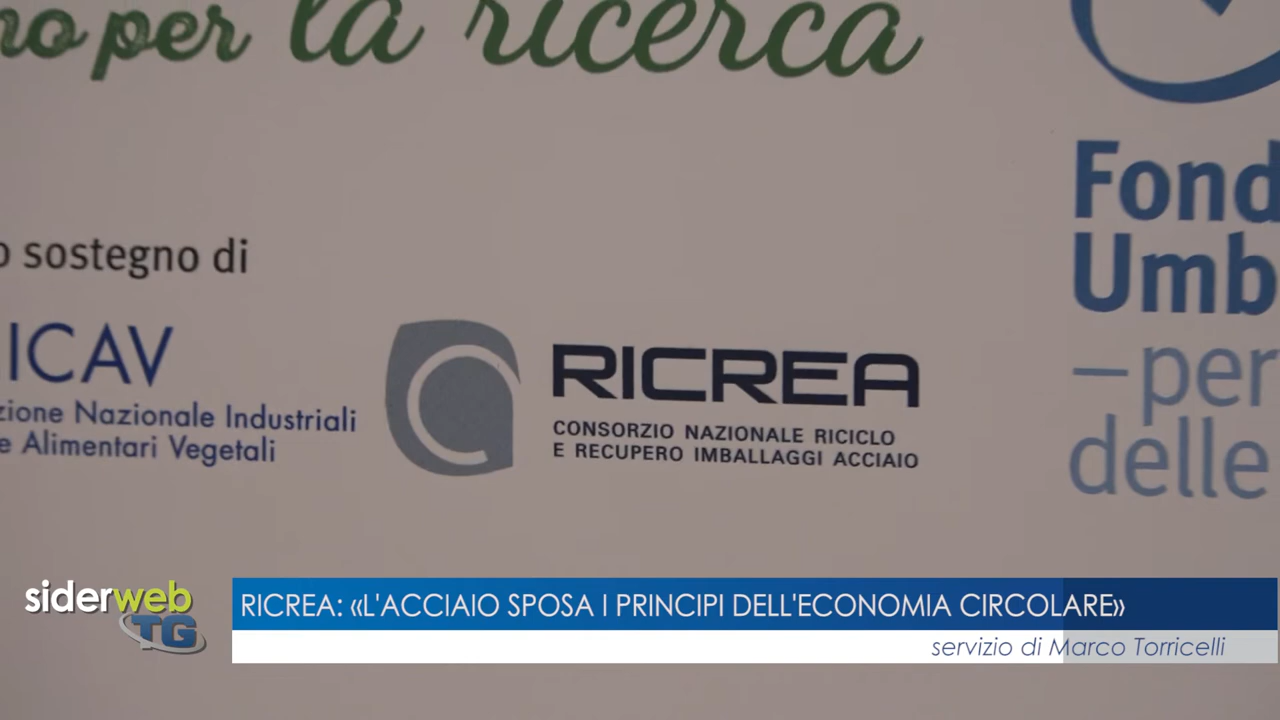 per la ricerca
sostegno di
ICAV
Nazionale Industriali
e Alimentari Vegetali
RICREA
CONSORZIO NAZIONALE RICICLO
E RECUPERO IMBALLAGGI ACCIAIO
Fond
Umb
–per
delle
siderweb
TG
RICREA: «L'ACCIAIO SPOSA I PRINCIPI DELL'ECONOMIA CIRCOLARE»
servizio di Marco Torricelli